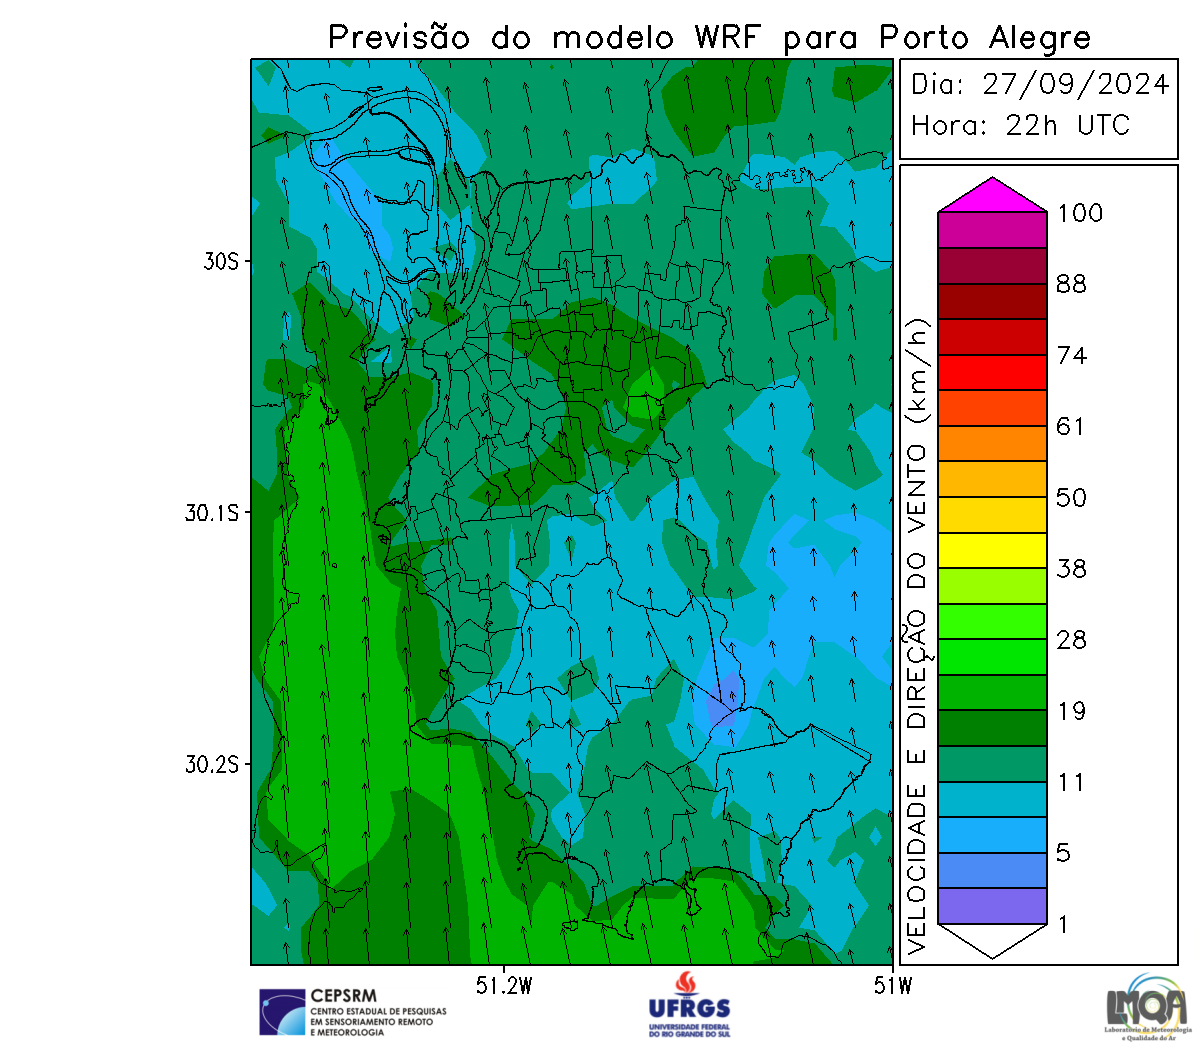 Previsão do modelo WRF para Porto Alegre
Dia: 27/09/2024
Hora: 22h UTC
100
88
74
61
50
38
28
19
11
5
1
VELOCIDADE E DIREÇÃO DO VENTO (km/h)
30S
30.1S
30.2S
51.2W
51W
CEPSRM
CENTRO ESTADUAL DE PESQUISAS
EM SENSORIAMENTO REMOTO
E METEOROLOGIA
UFRGS
UNIVERSIDADE FEDERAL
DO RIO GRANDE DO SUL
LMQA
Laboratório de Meteorologia
e Qualidade do Ar